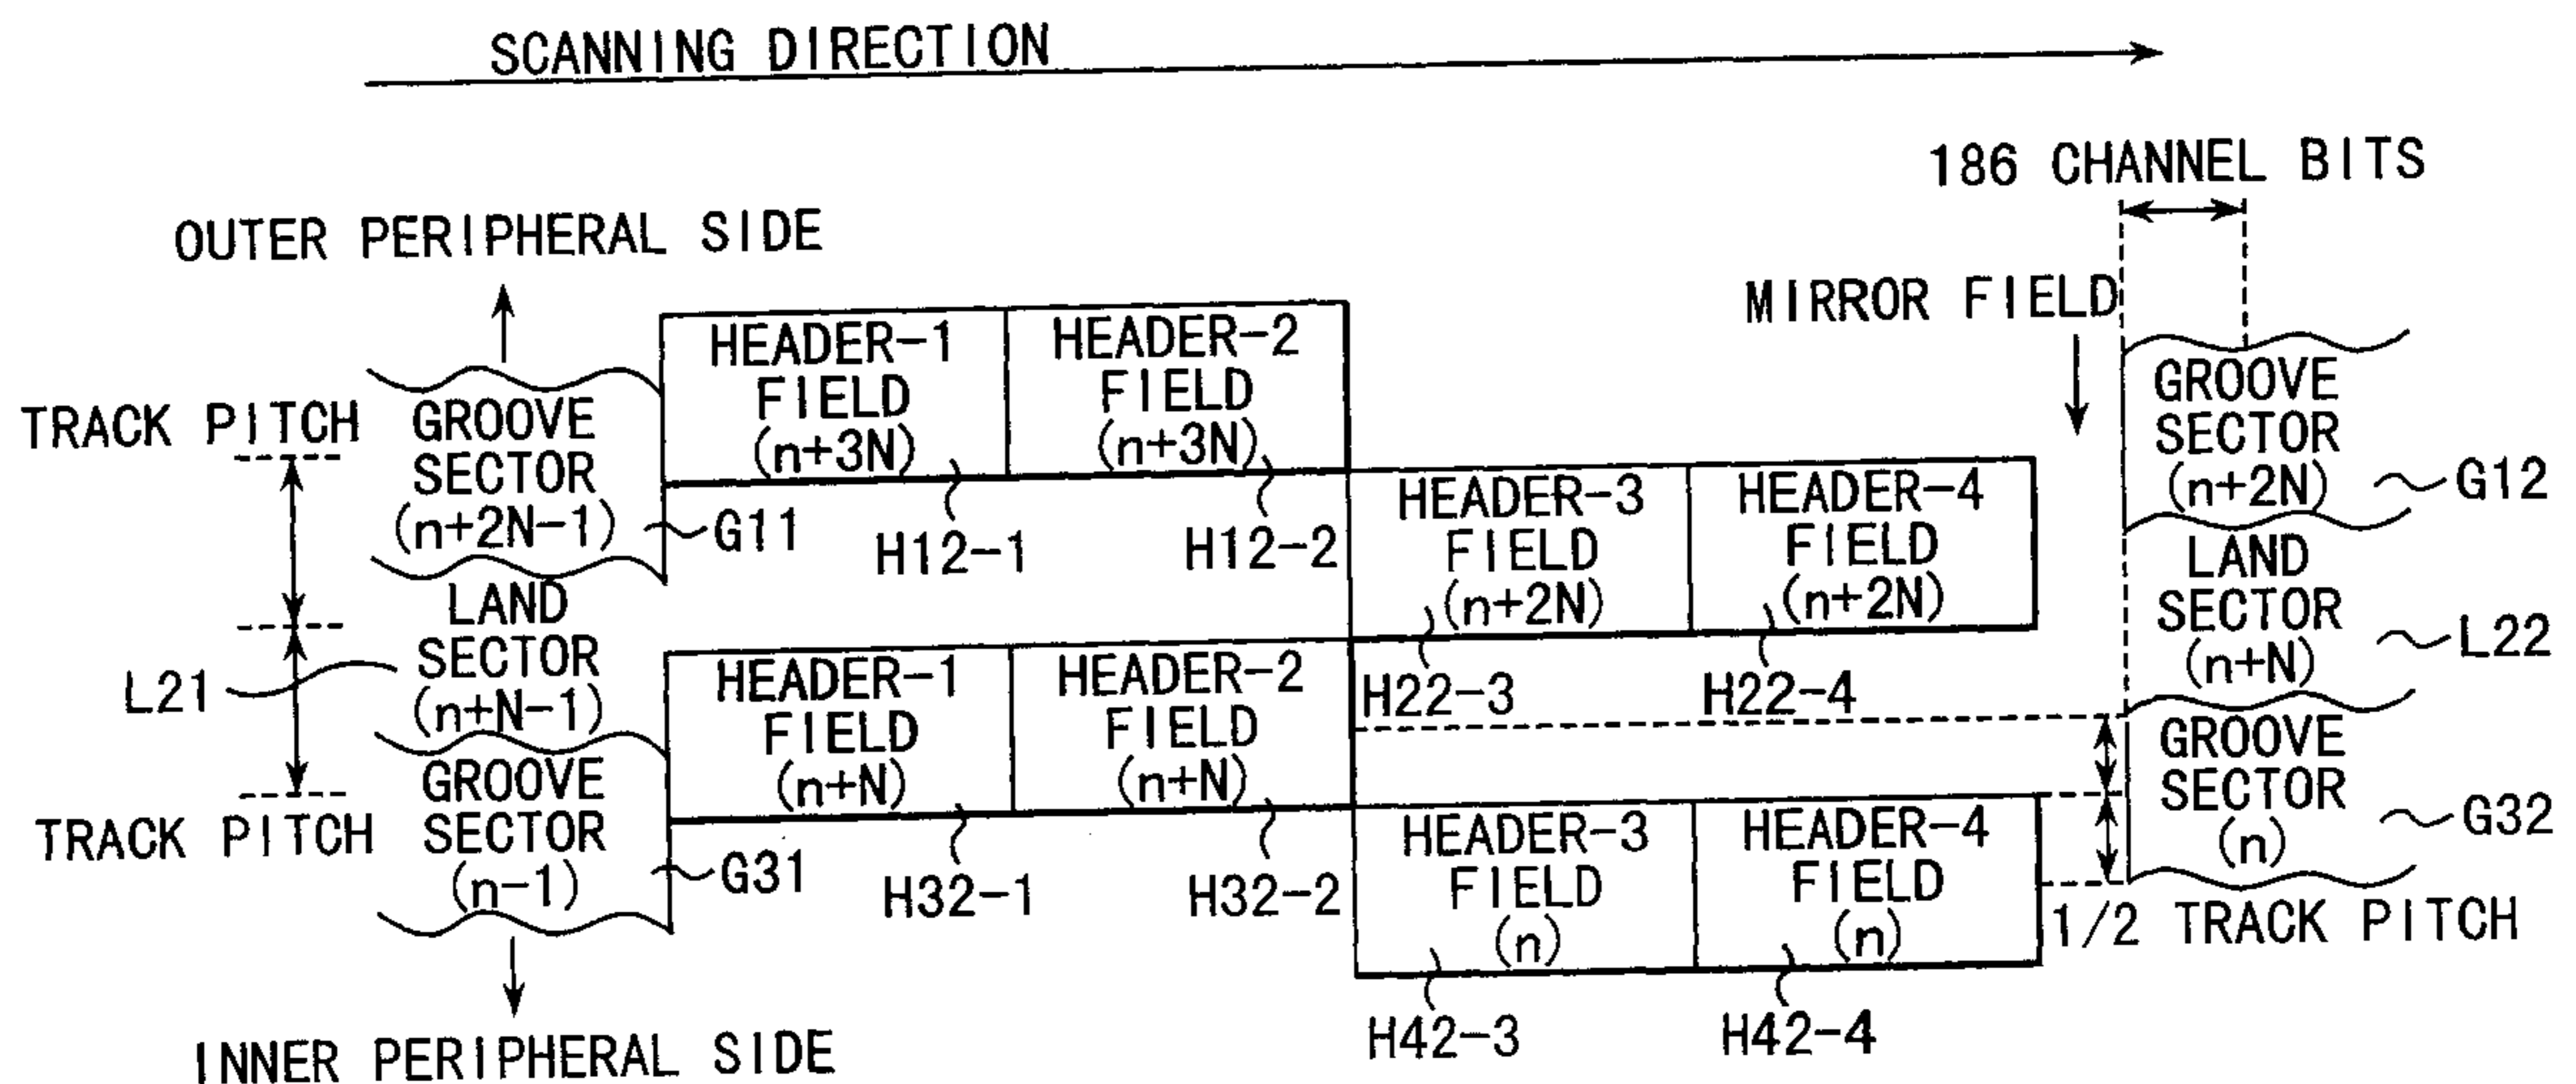 SCANNING DIRECTION
186 CHANNEL BITS
OUTER PERIPHERAL SIDE
MIRROR FIELD
HEADER-1
FIELD
(n+3N)
HEADER-2
FIELD
(n+3N)
TRACK PITCH
GROOVE
SECTOR
(n+2N-1)
G11
H12-1
H12-2
HEADER-3
FIELD
(n+2N)
HEADER-4
FIELD
(n+2N)
GROOVE
SECTOR
(n+2N)
G12
LAND
SECTOR
(n+N-1)
L21
HEADER-1
FIELD
(n+N)
HEADER-2
FIELD
(n+N)
H22-3
H22-4
LAND
SECTOR
(n+N)
L22
TRACK PITCH
GROOVE
SECTOR
(n-1)
G31
H32-1
H32-2
HEADER-3
FIELD
(n)
HEADER-4
FIELD
(n)
GROOVE
SECTOR
(n)
G32
1/2 TRACK PITCH
H42-3
H42-4
INNER PERIPHERAL SIDE